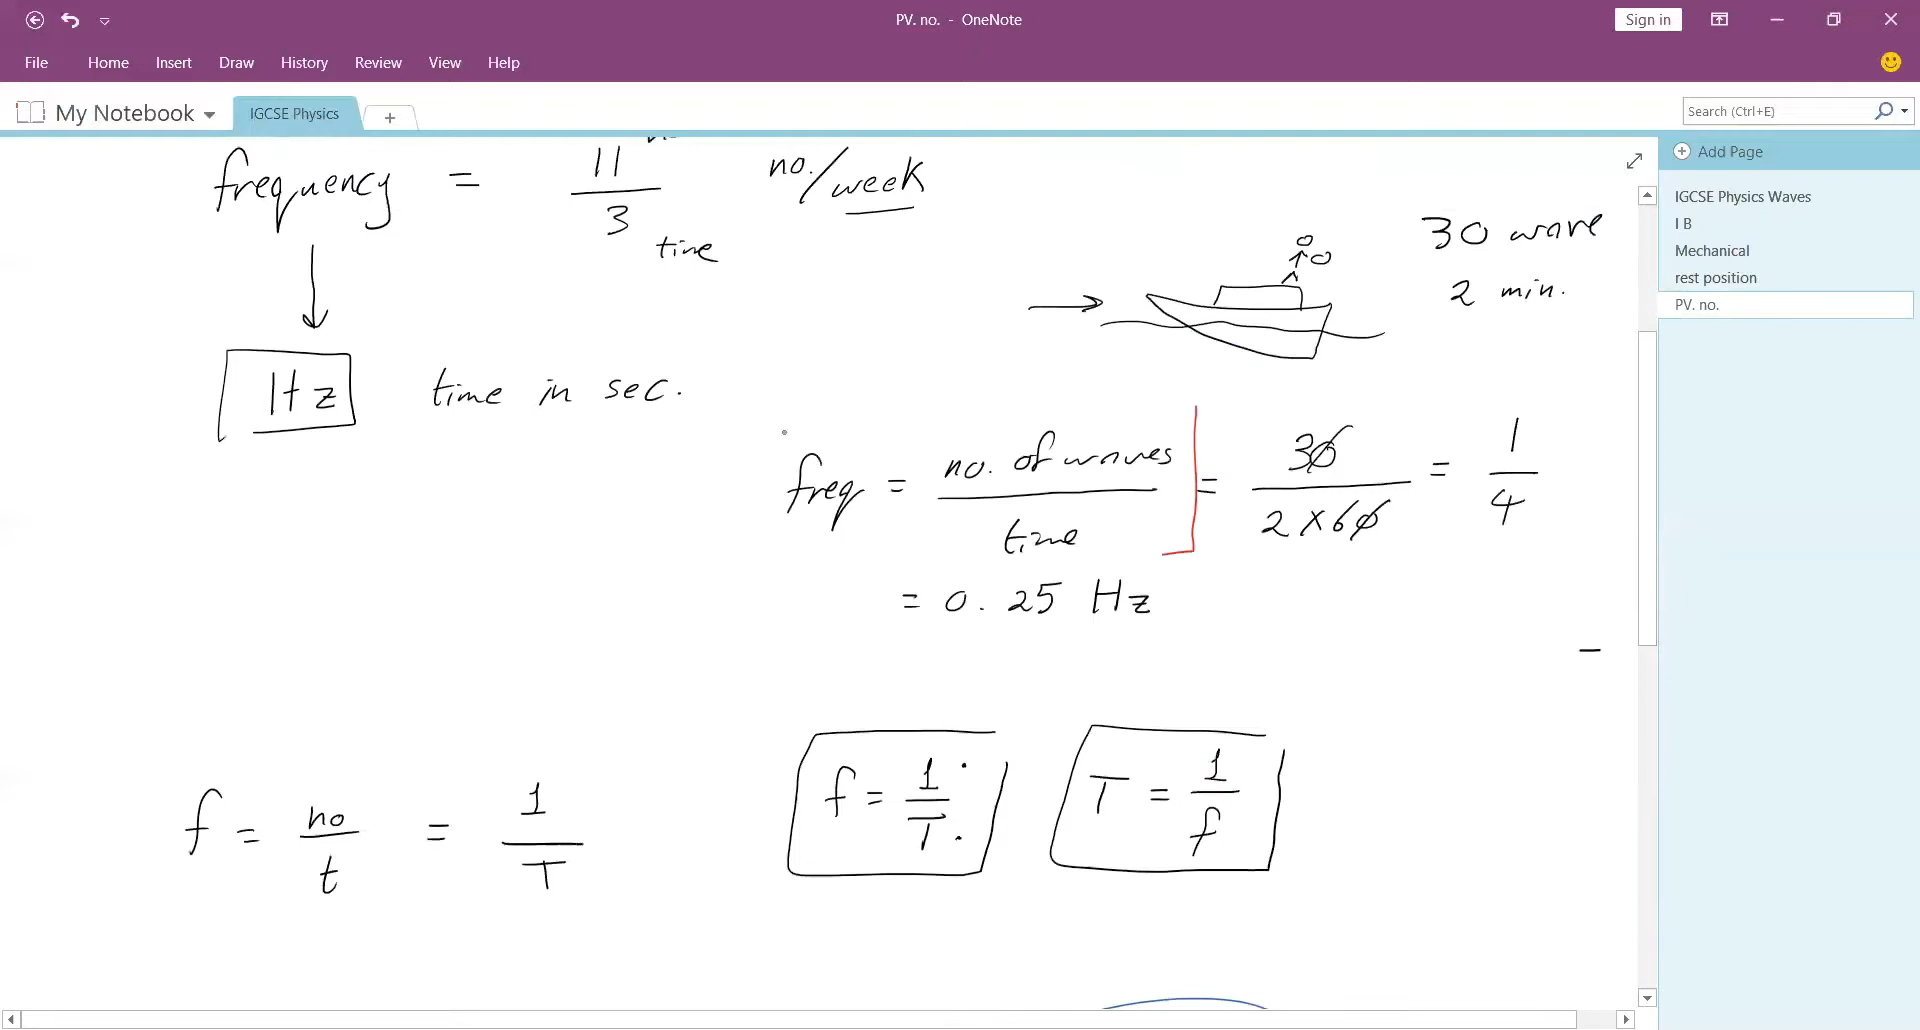 PV. no. - OneNote
Sign in
File Home Insert Draw History Review View Help
My Notebook
IGCSE Physics
+
Search (Ctrl+E)
Add Page
IGCSE Physics Waves
I B
Mechanical
rest position
PV. no.
frequency = 11 / 3 time no./week
30 wave
2 min.
Hz time in sec.
freq = no. of waves / time = 30 / 2 × 60 = 1 / 4
= 0.25 Hz
f = no / t = 1 / T
f = 1 / T
T = 1 / f